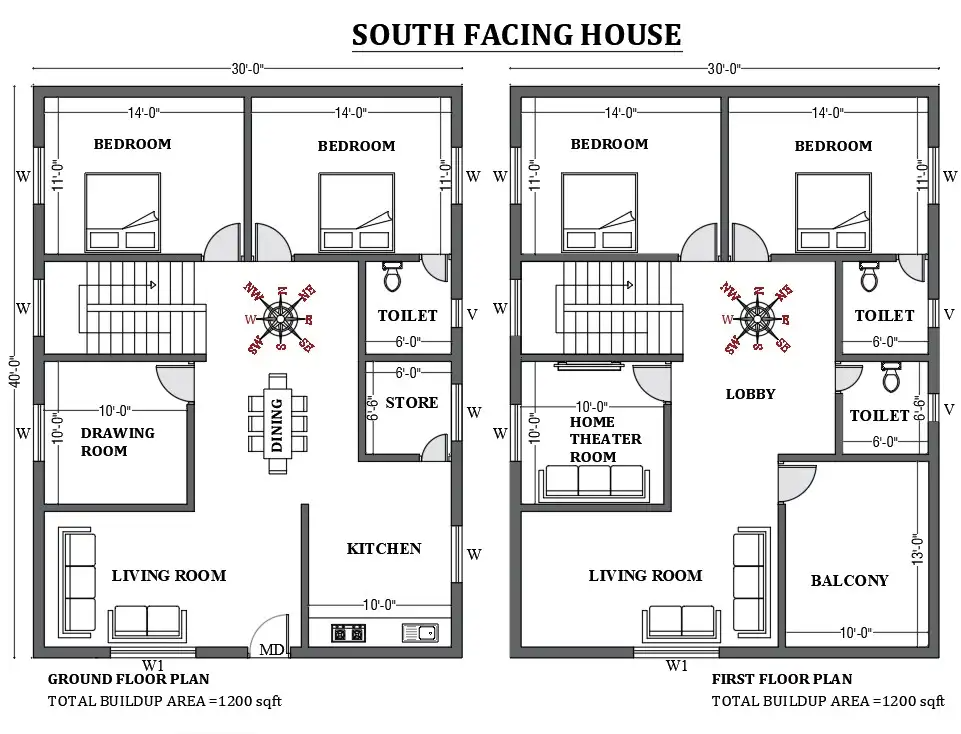 SOUTH FACING HOUSE
30'-0"
30'-0"
40'-0"
14'-0"
14'-0"
BEDROOM
BEDROOM
11'-0"
11'-0"
W
W
W
NW
N
NE
W
E
SW
S
SE
TOILET
V
6'-0"
6'-0"
STORE
6'-6"
W
DINING
10'-0"
10'-0"
DRAWING
ROOM
W
LIVING ROOM
KITCHEN
W
10'-0"
MD
W1
GROUND FLOOR PLAN
TOTAL BUILDUP AREA =1200 sqft
14'-0"
14'-0"
BEDROOM
BEDROOM
11'-0"
11'-0"
W
W
W
NW
N
NE
W
E
SW
S
SE
TOILET
V
6'-0"
LOBBY
10'-0"
10'-0"
HOME
THEATER
ROOM
W
TOILET
6'-6"
V
6'-0"
LIVING ROOM
BALCONY
13'-0"
10'-0"
W1
FIRST FLOOR PLAN
TOTAL BUILDUP AREA =1200 sqft